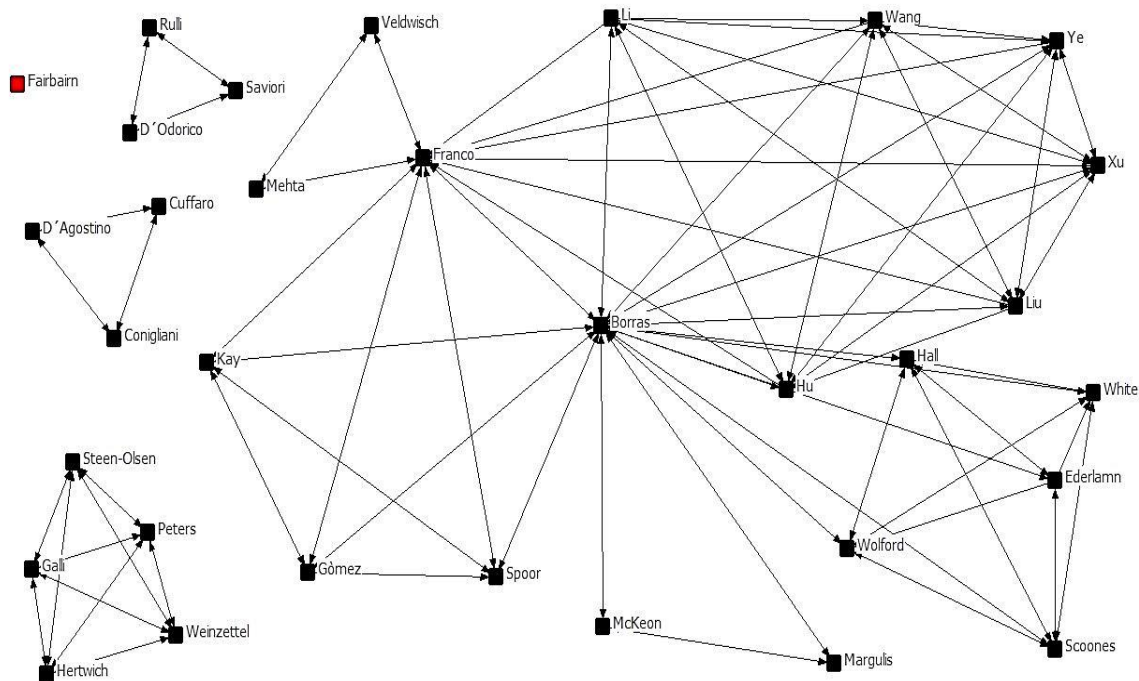 Rulli
Veldwisch
Li
Wang
Ye
Fairbairn
Saviori
D´Odorico
Franco
Xu
Mehta
Cuffaro
D´Agostino
Liu
Borras
Conigliani
Kay
Hall
Hu
White
Steen-Olsen
Ederlamn
Peters
Wolford
Galli
Gòmez
Spoor
Weinzettel
McKeon
Scoones
Margulis
Hertwich